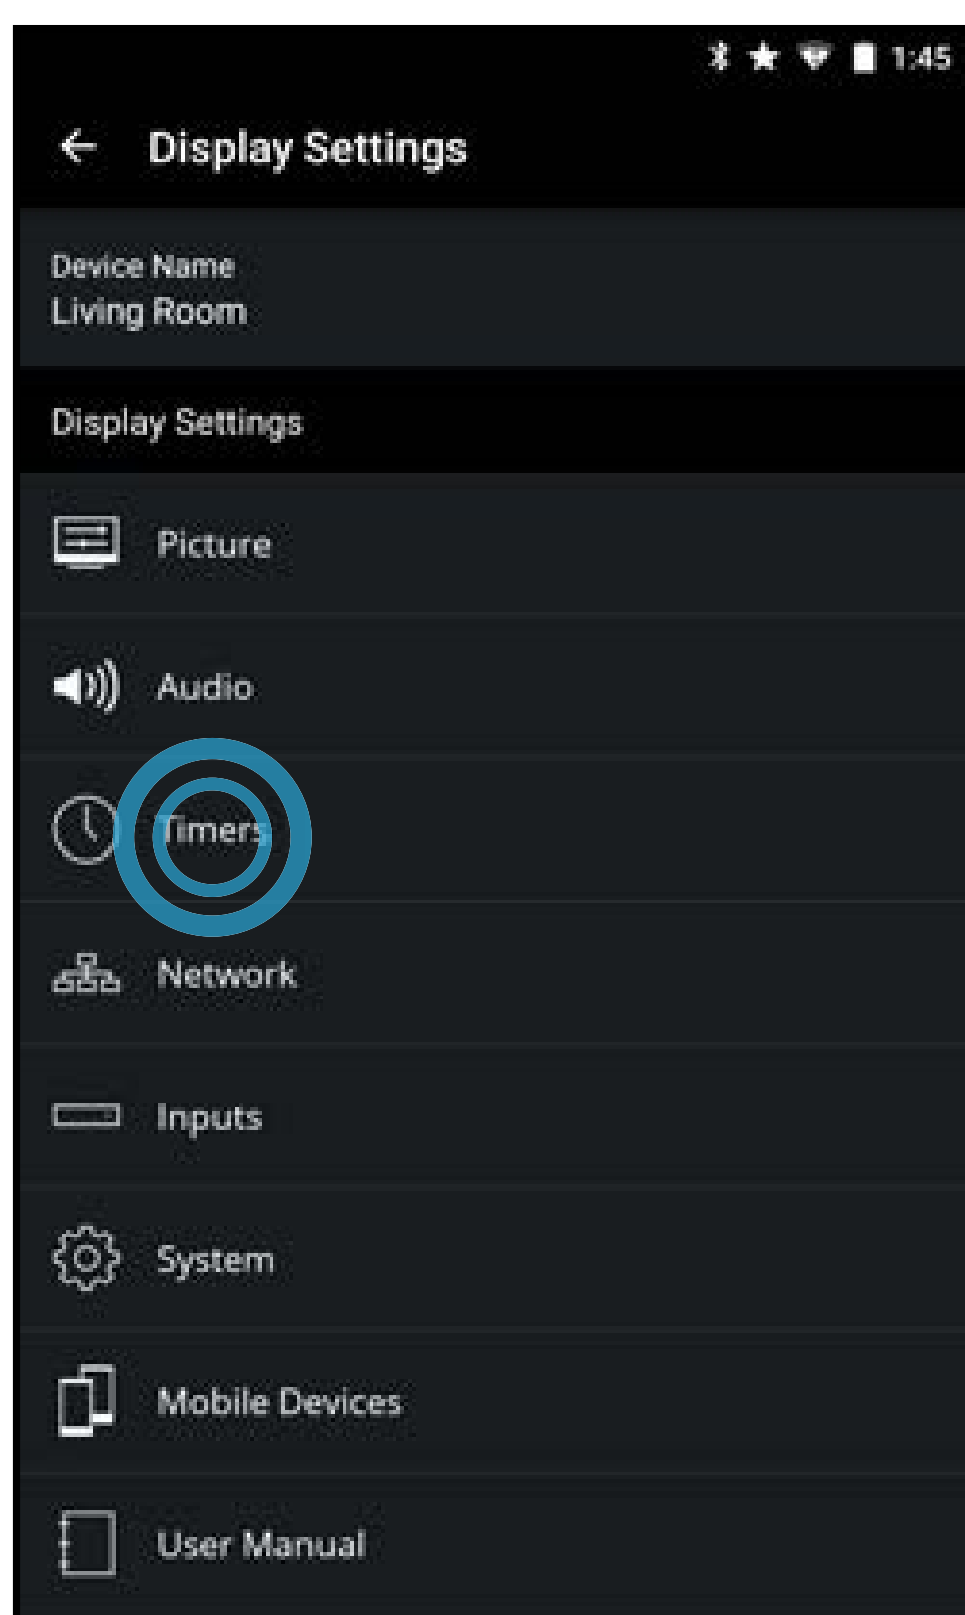 1:45
Display Settings
Device Name
Living Room
Display Settings
Picture
Audio
Timers
Network
Inputs
System
Mobile Devices
User Manual